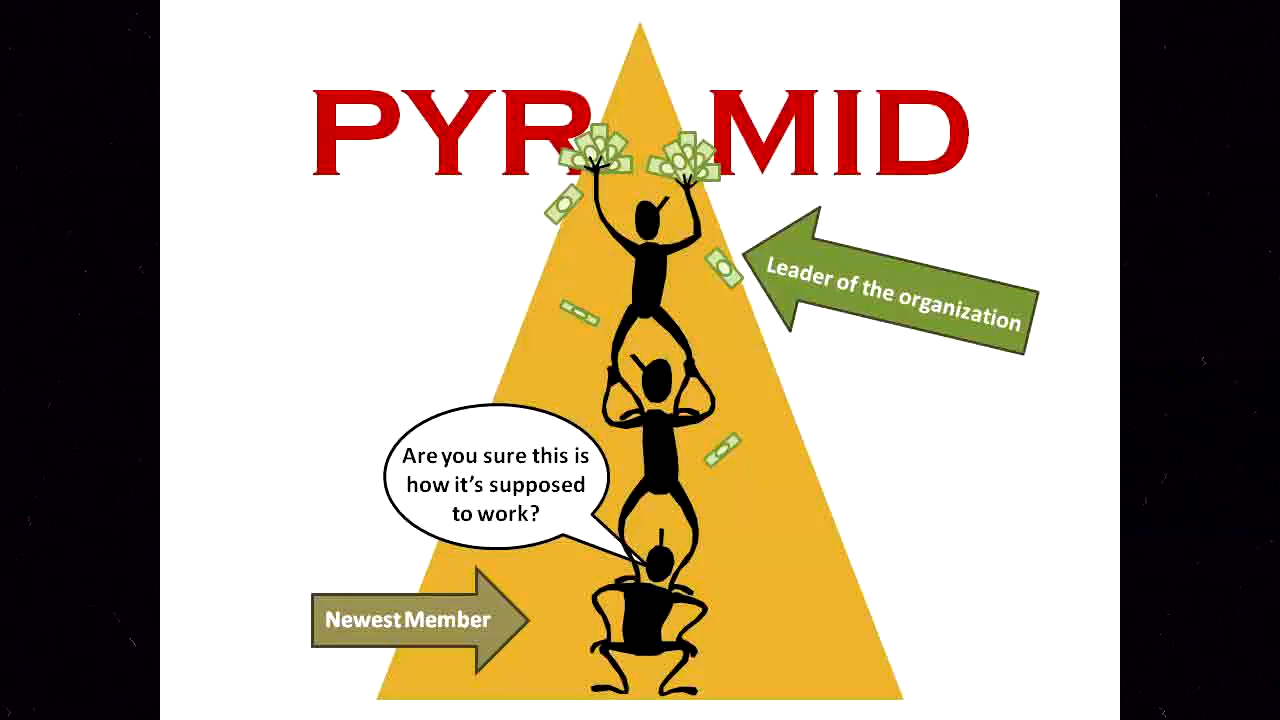 PYR MID
Leader of the organization
Are you sure this is
how it's supposed
to work?
Newest Member